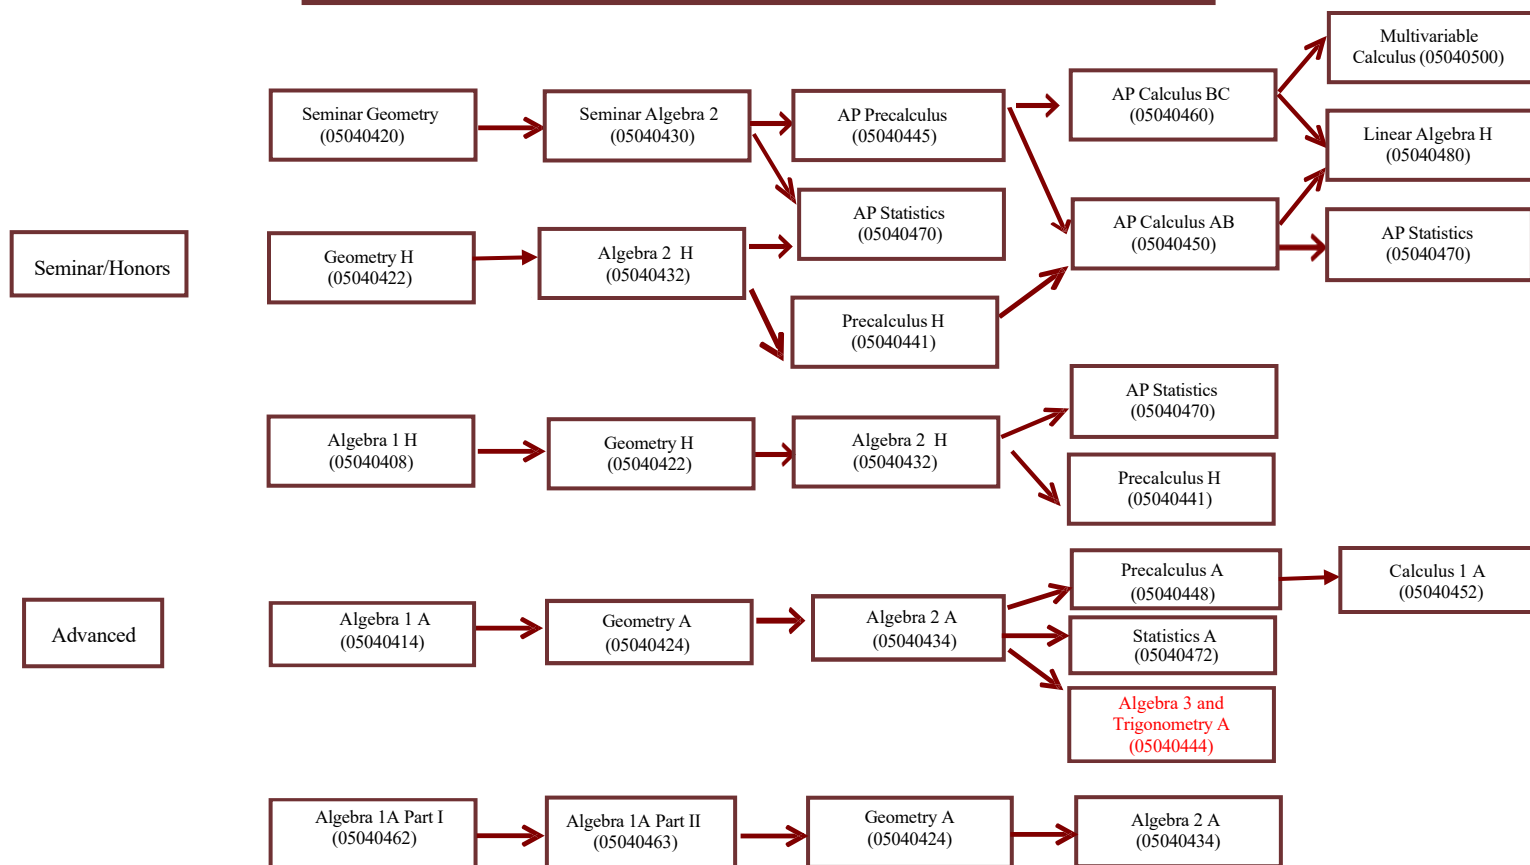 Multivariable
Calculus (05040500)
Seminar Geometry
(05040420)
Seminar Algebra 2
(05040430)
AP Precalculus
(05040445)
AP Calculus BC
(05040460)
Linear Algebra H
(05040480)
AP Statistics
(05040470)
AP Calculus AB
(05040450)
AP Statistics
(05040470)
Seminar/Honors
Geometry H
(05040422)
Algebra 2 H
(05040432)
Precalculus H
(05040441)
AP Statistics
(05040470)
Algebra 1 H
(05040408)
Geometry H
(05040422)
Algebra 2 H
(05040432)
Precalculus H
(05040441)
Precalculus A
(05040448)
Calculus 1 A
(05040452)
Advanced
Algebra 1 A
(05040414)
Geometry A
(05040424)
Algebra 2 A
(05040434)
Statistics A
(05040472)
Algebra 3 and
Trigonometry A
(05040444)
Algebra 1A Part I
(05040462)
Algebra 1A Part II
(05040463)
Geometry A
(05040424)
Algebra 2 A
(05040434)